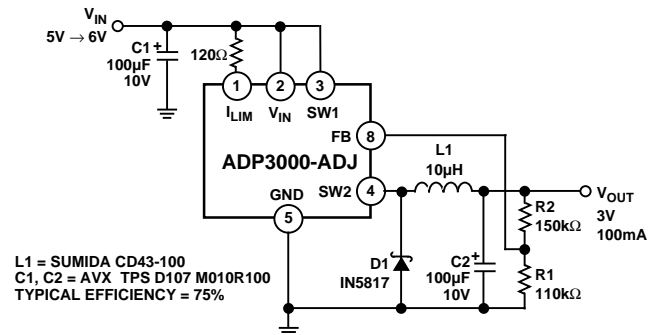 VIN
5V → 6V
C1
+
100µF
10V
120Ω
1
2
3
ILIM
VIN
SW1
FB
8
ADP3000-ADJ
L1
10µH
GND
SW2
4
5
VOUT
3V
100mA
R2
150kΩ
D1
IN5817
C2
+
100µF
10V
R1
110kΩ
L1 = SUMIDA CD43-100
C1, C2 = AVX TPS D107 M010R100
TYPICAL EFFICIENCY = 75%